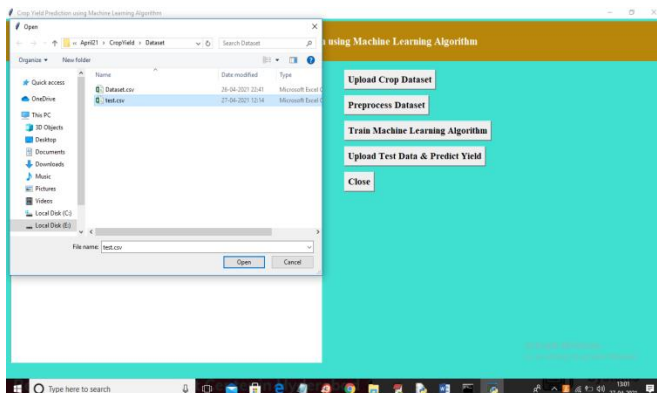 Crop Yield Prediction using Machine Learning Algorithm
Open
« April21 › CropYield › Dataset
Search Dataset
n using Machine Learning Algorithm
Organize
New folder
Name
Date modified
Type
Quick access
OneDrive
This PC
3D Objects
Desktop
Documents
Downloads
Music
Pictures
Videos
Local Disk (C:)
Local Disk (E:)
Dataset.csv
26-04-2021 22:41
Microsoft Excel C
test.csv
27-04-2021 12:14
Microsoft Excel C
File name:
test.csv
Open
Cancel
Upload Crop Dataset
Preprocess Dataset
Train Machine Learning Algorithm
Upload Test Data & Predict Yield
Close
Type here to search
13:01